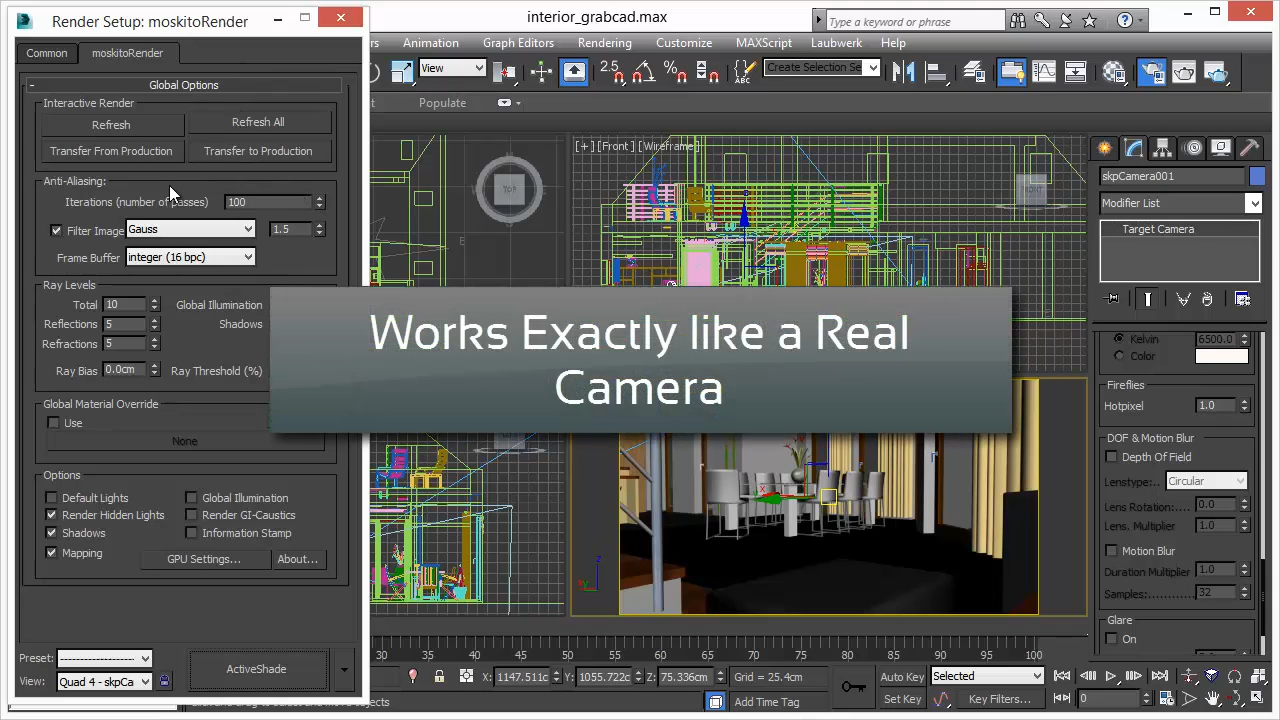 Render Setup: moskitoRender
interior_grabcad.max
Type a keyword or phrase
Common
moskitoRender
Animation
Graph Editors
Rendering
Customize
MAXScript
Laubwerk
Help
View
2.5
Create Selection Se
Populate
- Global Options
Interactive Render
Refresh
Refresh All
Transfer From Production
Transfer to Production
Anti-Aliasing:
Iterations (number of passes) 100
Filter Image Gauss 1.5
Frame Buffer integer (16 bpc)
Ray Levels
Total 10 Global Illumination
Reflections 5 Shadows
Refractions 5
Ray Bias 0.0cm Ray Threshold (%)
Global Material Override
Use
None
Options
Default Lights
Global Illumination
Render Hidden Lights
Render GI-Caustics
Shadows
Information Stamp
Mapping
GPU Settings...
About...
Preset:
View: Quad 4 - skpCa
ActiveShade
TOP
[+] [Front] [Wireframe]
FRONT
Works Exactly like a Real
Camera
skpCamera001
Modifier List
Target Camera
Kelvin 6500.0
Color
Fireflies
Hotpixel 1.0
DOF & Motion Blur
Depth Of Field
Lenstype:.. Circular
Lens Rotation: 0.0
Lens. Multiplier 1.0
Motion Blur
Duration Multiplier 1.0
Samples: 32
Glare
On
35 40 45 50 55 60 65 70 75 80 85 90 95 100
X: 1147.511c Y: 1055.722c Z: 75.336cm Grid = 25.4cm
Auto Key Selected
Add Time Tag
Set Key Key Filters... 0